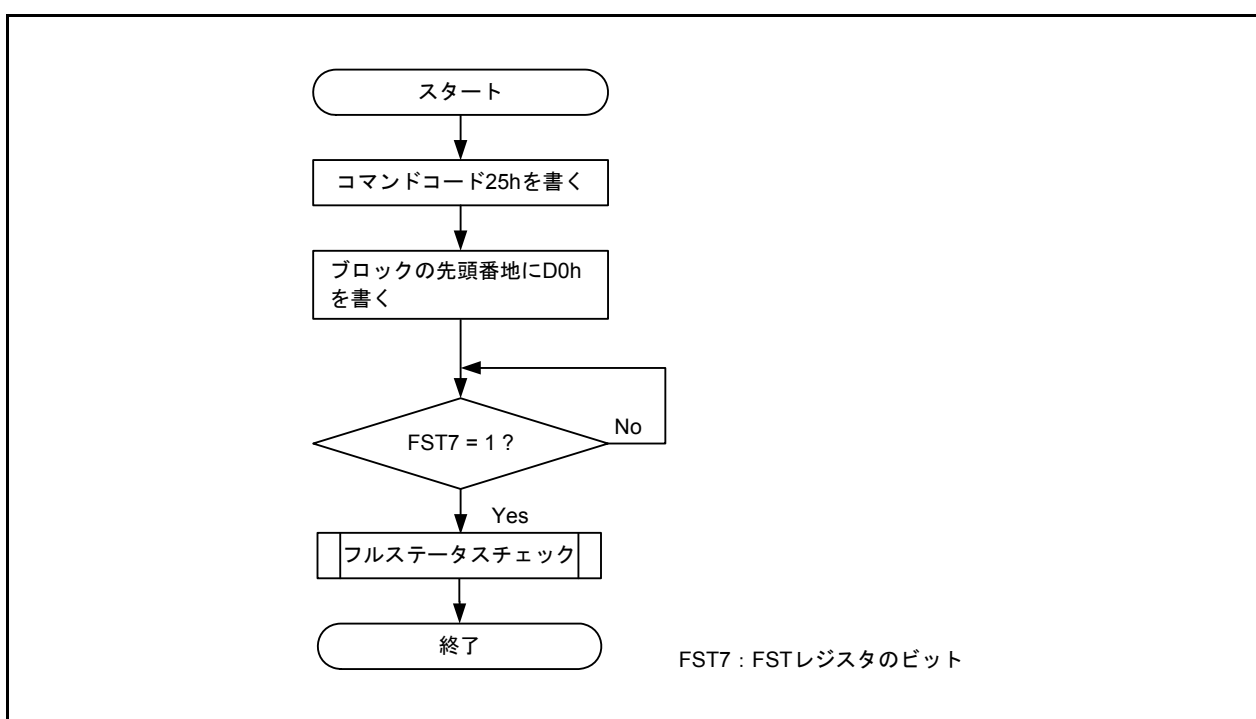 スタート
コマンドコード25hを書く
ブロックの先頭番地にD0h
を書く
FST7 = 1 ?
No
Yes
フルステータスチェック
終了
FST7：FSTレジスタのビット